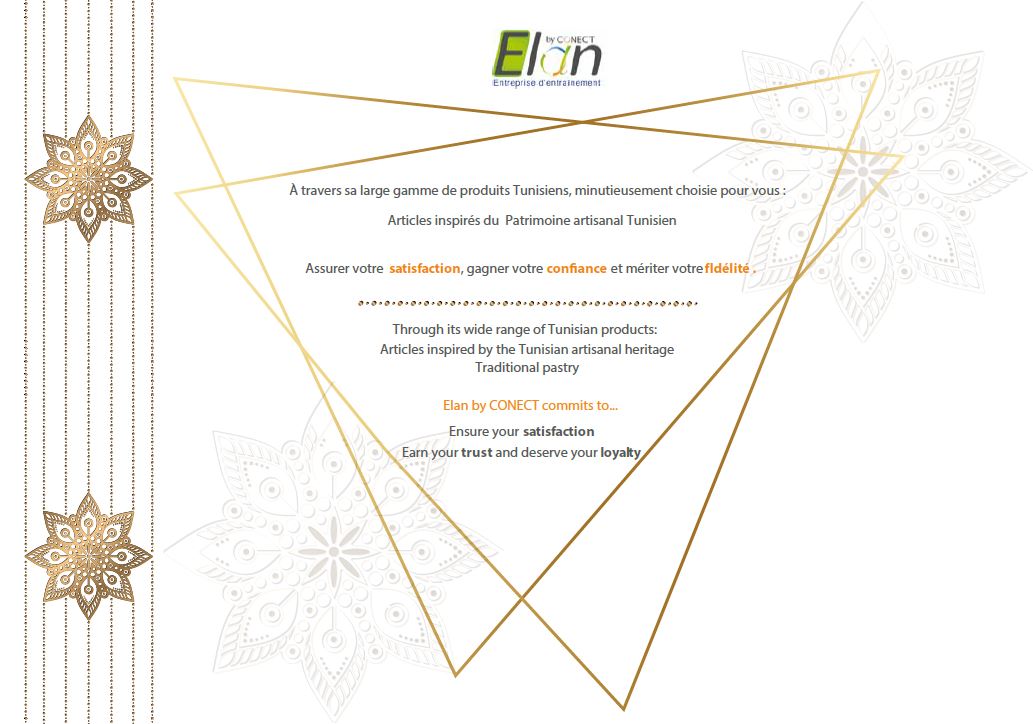 by CONECT
Elan
Entreprise d'entraînement
À travers sa large gamme de produits Tunisiens, minutieusement choisie pour vous :
Articles inspirés du Patrimoine artisanal Tunisien
Assurer votre satisfaction, gagner votre confiance et mériter votre fIdélité .
Through its wide range of Tunisian products:
Articles inspired by the Tunisian artisanal heritage
Traditional pastry
Elan by CONECT commits to...
Ensure your satisfaction
Earn your trust and deserve your loyalty